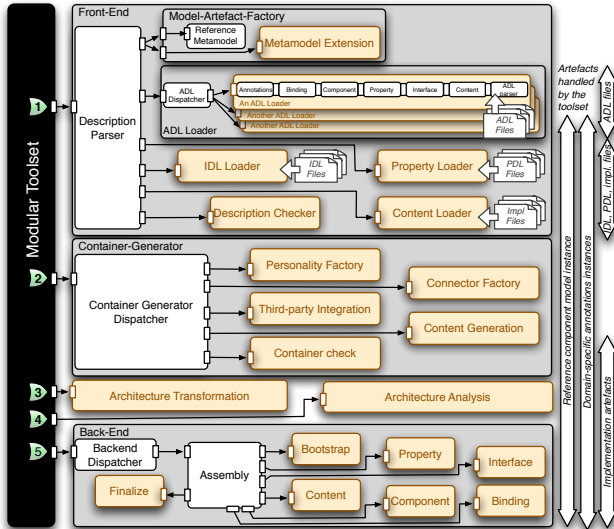 Front-End
Model-Artefact-Factory
Reference
Metamodel
Metamodel Extension
Artefacts
handled
by the
toolset
ADL files
ADL
Dispatcher
Annotations
Binding
Component
Property
Interface
Content
ADL
parser
An ADL Loader
Another ADL Loader
Another ADL Loader
ADL Loader
ADL
Files
1
Description
Parser
IDL Loader
IDL
Files
Property Loader
PDL
Files
IDL, PDL, impl. files
Description Checker
Content Loader
Impl
Files
Modular Toolset
Container-Generator
2
Container Generator
Dispatcher
Personality Factory
Connector Factory
Third-party Integration
Content Generation
Container check
Reference component model instance
Domain-specific annotations instances
Implementation artefacts
3
Architecture Transformation
4
Architecture Analysis
5
Back-End
Backend
Dispatcher
Assembly
Bootstrap
Property
Interface
Finalize
Content
Component
Binding